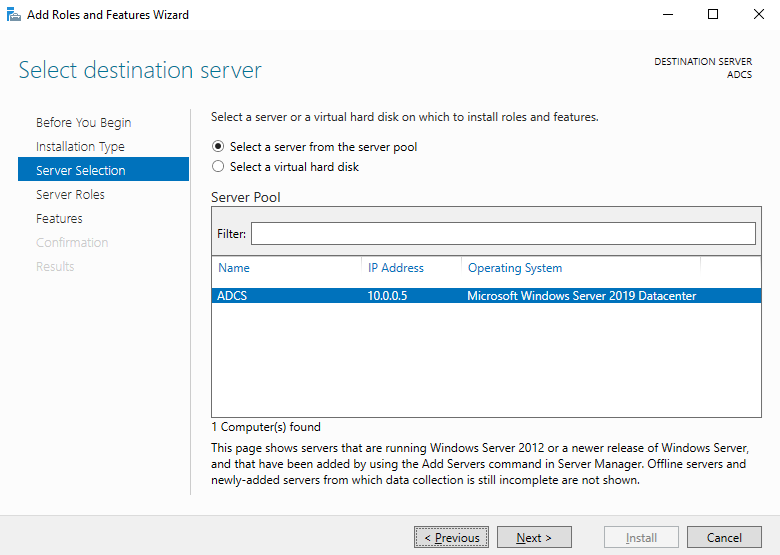 Add Roles and Features Wizard
Select destination server
DESTINATION SERVER
ADCS
Before You Begin
Installation Type
Server Selection
Server Roles
Features
Confirmation
Results
Select a server or a virtual hard disk on which to install roles and features.
Select a server from the server pool
Select a virtual hard disk
Server Pool
Filter:
Name IP Address Operating System
ADCS 10.0.0.5 Microsoft Windows Server 2019 Datacenter
1 Computer(s) found
This page shows servers that are running Windows Server 2012 or a newer release of Windows Server,
and that have been added by using the Add Servers command in Server Manager. Offline servers and
newly-added servers from which data collection is still incomplete are not shown.
< Previous Next > Install Cancel